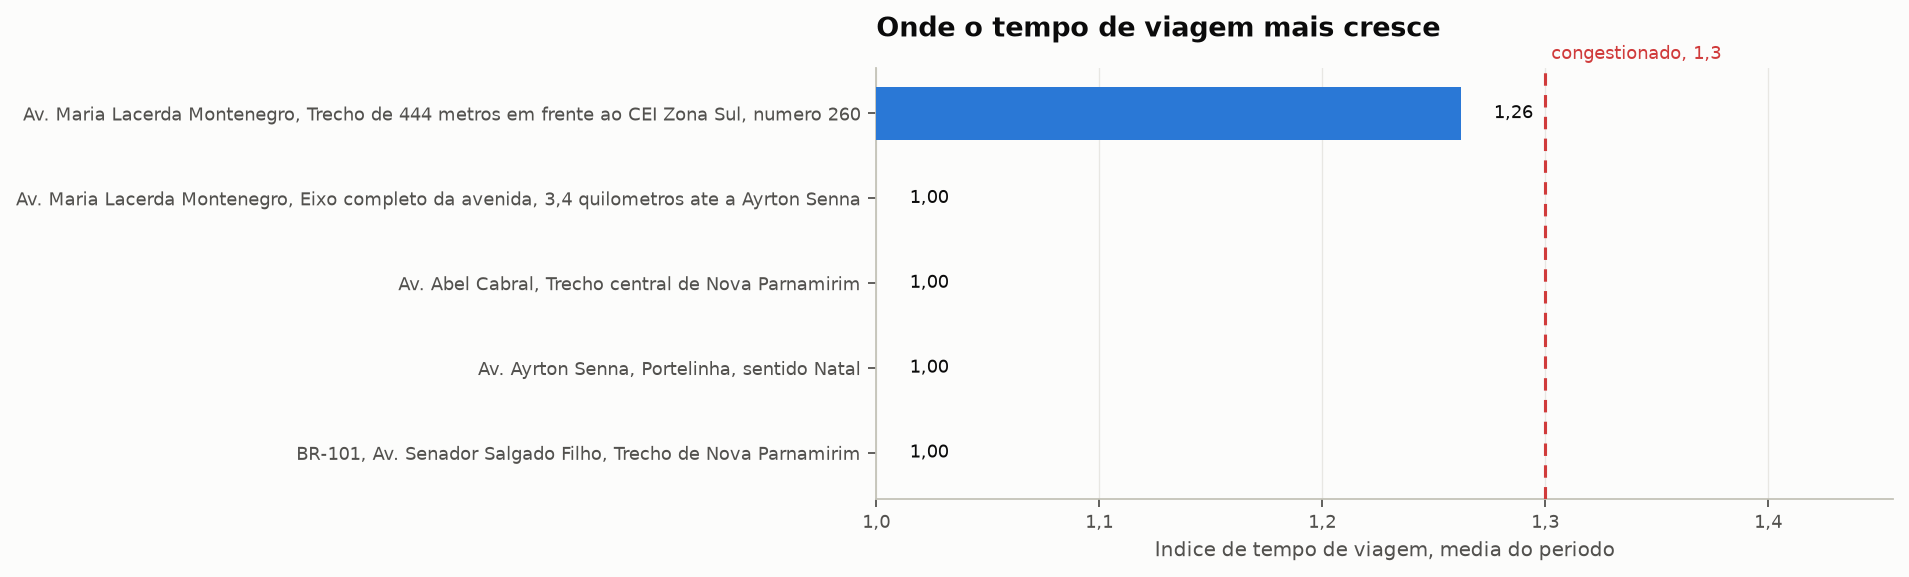 Onde o tempo de viagem mais cresce
congestionado, 1,3
Av. Maria Lacerda Montenegro, Trecho de 444 metros em frente ao CEI Zona Sul, numero 260
1,26
Av. Maria Lacerda Montenegro, Eixo completo da avenida, 3,4 quilometros ate a Ayrton Senna
1,00
Av. Abel Cabral, Trecho central de Nova Parnamirim
1,00
Av. Ayrton Senna, Portelinha, sentido Natal
1,00
BR-101, Av. Senador Salgado Filho, Trecho de Nova Parnamirim
1,00
1,0 1,1 1,2 1,3 1,4
Indice de tempo de viagem, media do periodo